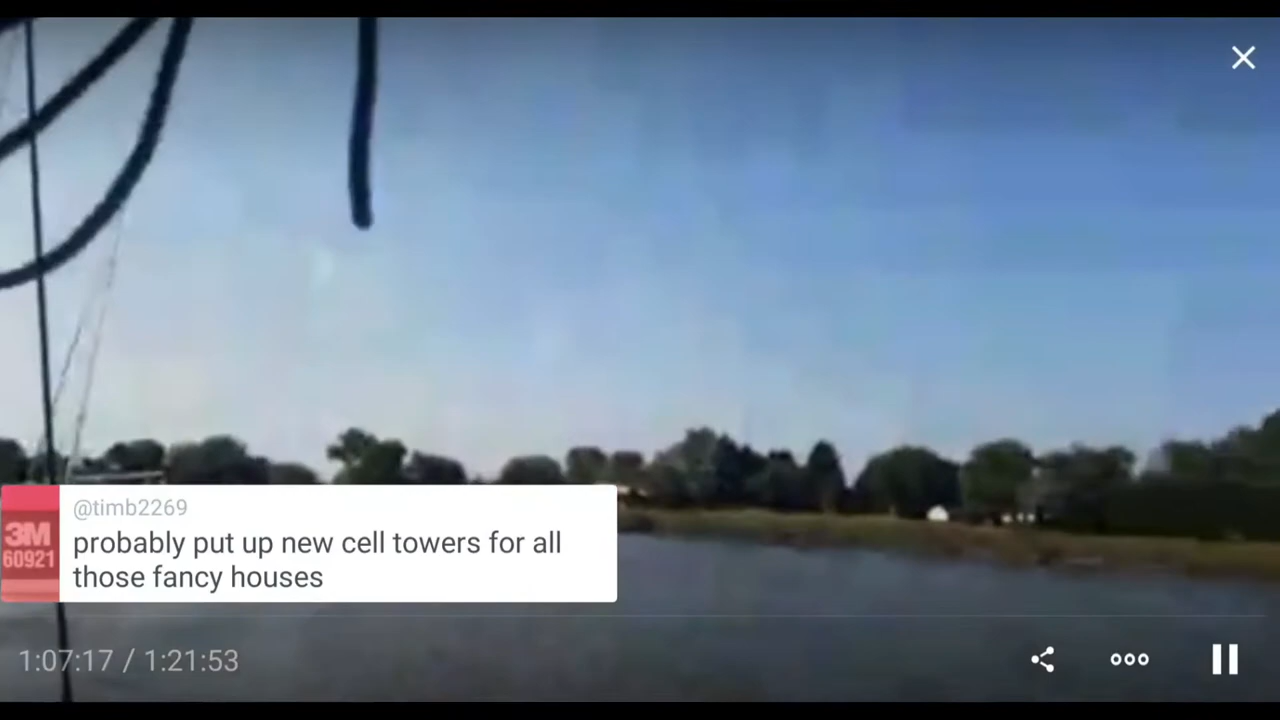 @timb2269
3M
60921
probably put up new cell towers for all
those fancy houses
1:07:17 / 1:21:53